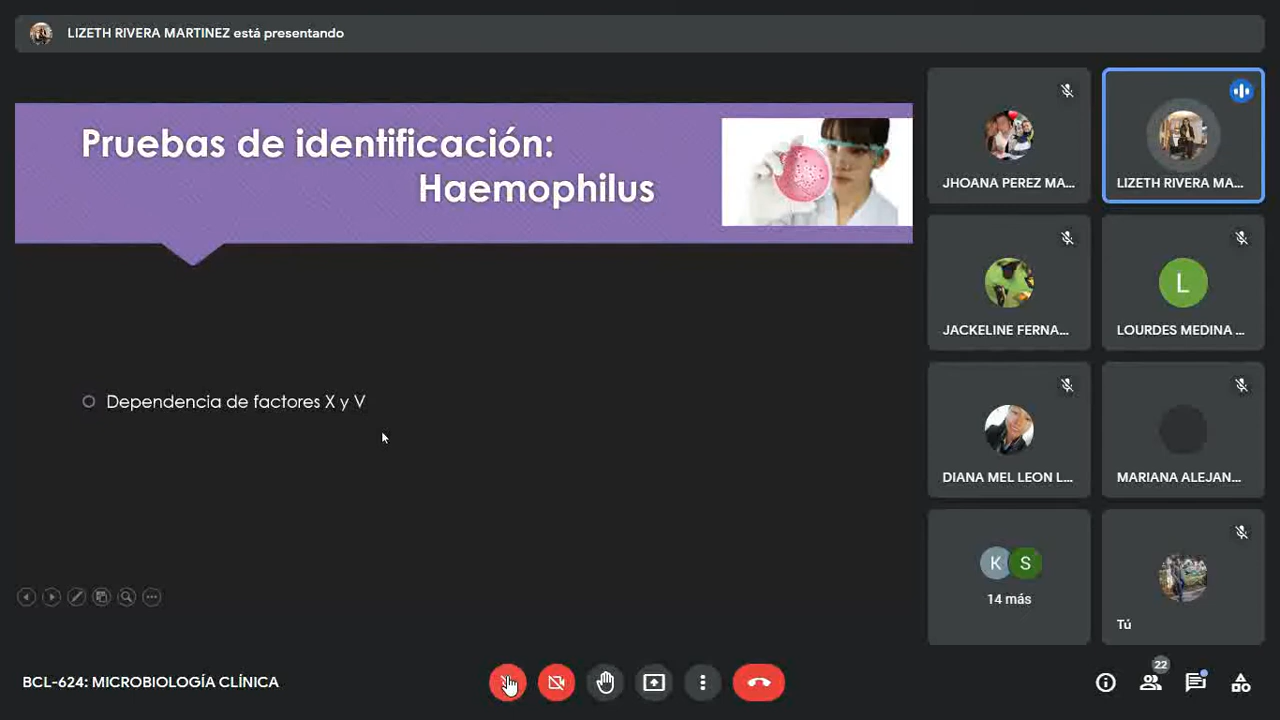 LIZETH RIVERA MARTINEZ está presentando
Pruebas de identificación:
Haemophilus
Dependencia de factores X y V
JHOANA PEREZ MA...
LIZETH RIVERA MA...
JACKELINE FERNA...
L
LOURDES MEDINA ...
DIANA MEL LEON L...
MARIANA ALEJAN...
K S
14 más
Tú
BCL-624: MICROBIOLOGÍA CLÍNICA
22